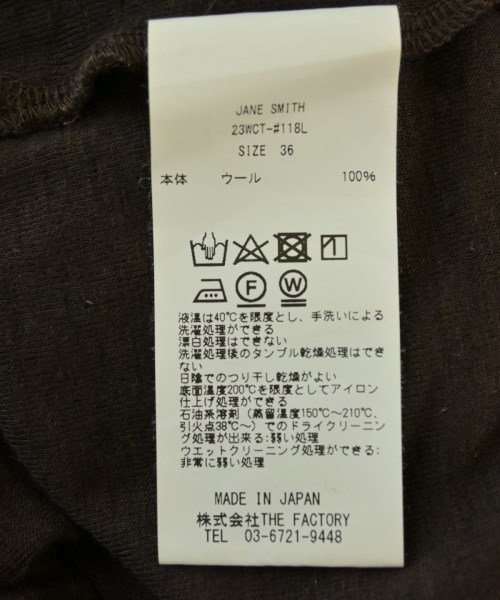 JANE SMITH
23WCT-#118L
SIZE 36
本体 ウール 100%
F W
液温は40℃を限度とし、手洗いによる
洗濯処理ができる
漂白処理はできない
洗濯処理後のタンブル乾燥処理はでき
ない
日陰でのつり干し乾燥がよい
底面温度200℃を限度としてアイロン
仕上げ処理ができる
石油系溶剤(蒸留温度150℃~210℃、
引火点38℃~)でのドライクリーニン
グ処理が出来る:弱い処理
ウエットクリーニング処理ができる:
非常に弱い処理
MADE IN JAPAN
株式会社THE FACTORY
TEL 03-6721-9448